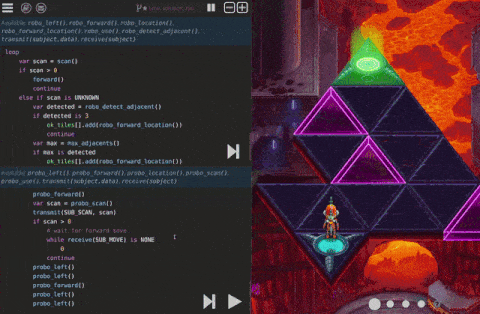 Available robo_left().robo_forward().robo_location().
robo_forward_location().robo_use().robo_detect_adjacent().
transmit(subject,data).receive(subject)
loop
var scan = scan()
if scan > 0
forward()
continue
else if scan is UNKNOWN
var detected = robo_detect_adjacent()
if detected is 3
ok_tiles[].add(robo_forward_location())
continue
var max = max_adjacents()
if max is detected
ok_tiles[].add(robo_forward_location())
Available probo_left().probo_forward().probo_location().probo_scan().
probo_use().transmit(subject,data).receive(subject)
probo_forward()
var scan = probo_scan()
transmit(SUB_SCAN, scan)
if scan > 0
# wait for forward move
while receive(SUB_MOVE) is NONE
0
continue
probo_left()
probo_left()
probo_forward()
probo_left()
probo_left()